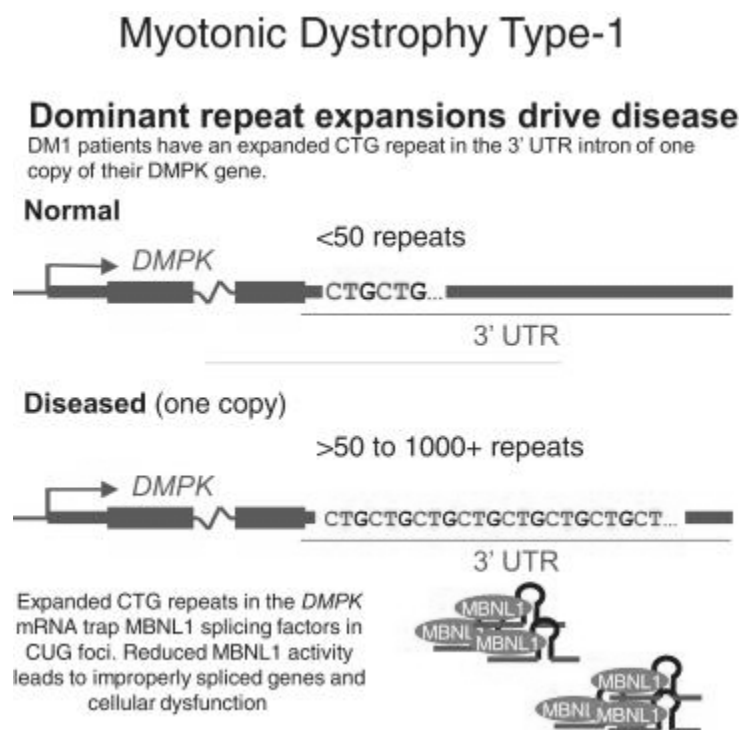 Myotonic Dystrophy Type-1
Dominant repeat expansions drive disease
DM1 patients have an expanded CTG repeat in the 3' UTR intron of one
copy of their DMPK gene.
Normal
<50 repeats
DMPK
CTGCTG...
3' UTR
Diseased (one copy)
>50 to 1000+ repeats
DMPK
CTGCTGCTGCTGCTGCTGCTGCT...
3' UTR
Expanded CTG repeats in the DMPK
mRNA trap MBNL1 splicing factors in
CUG foci. Reduced MBNL1 activity
leads to improperly spliced genes and
cellular dysfunction
MBNL1
MBNL
MBNL1
MBNL1
MBNL
MBNL1